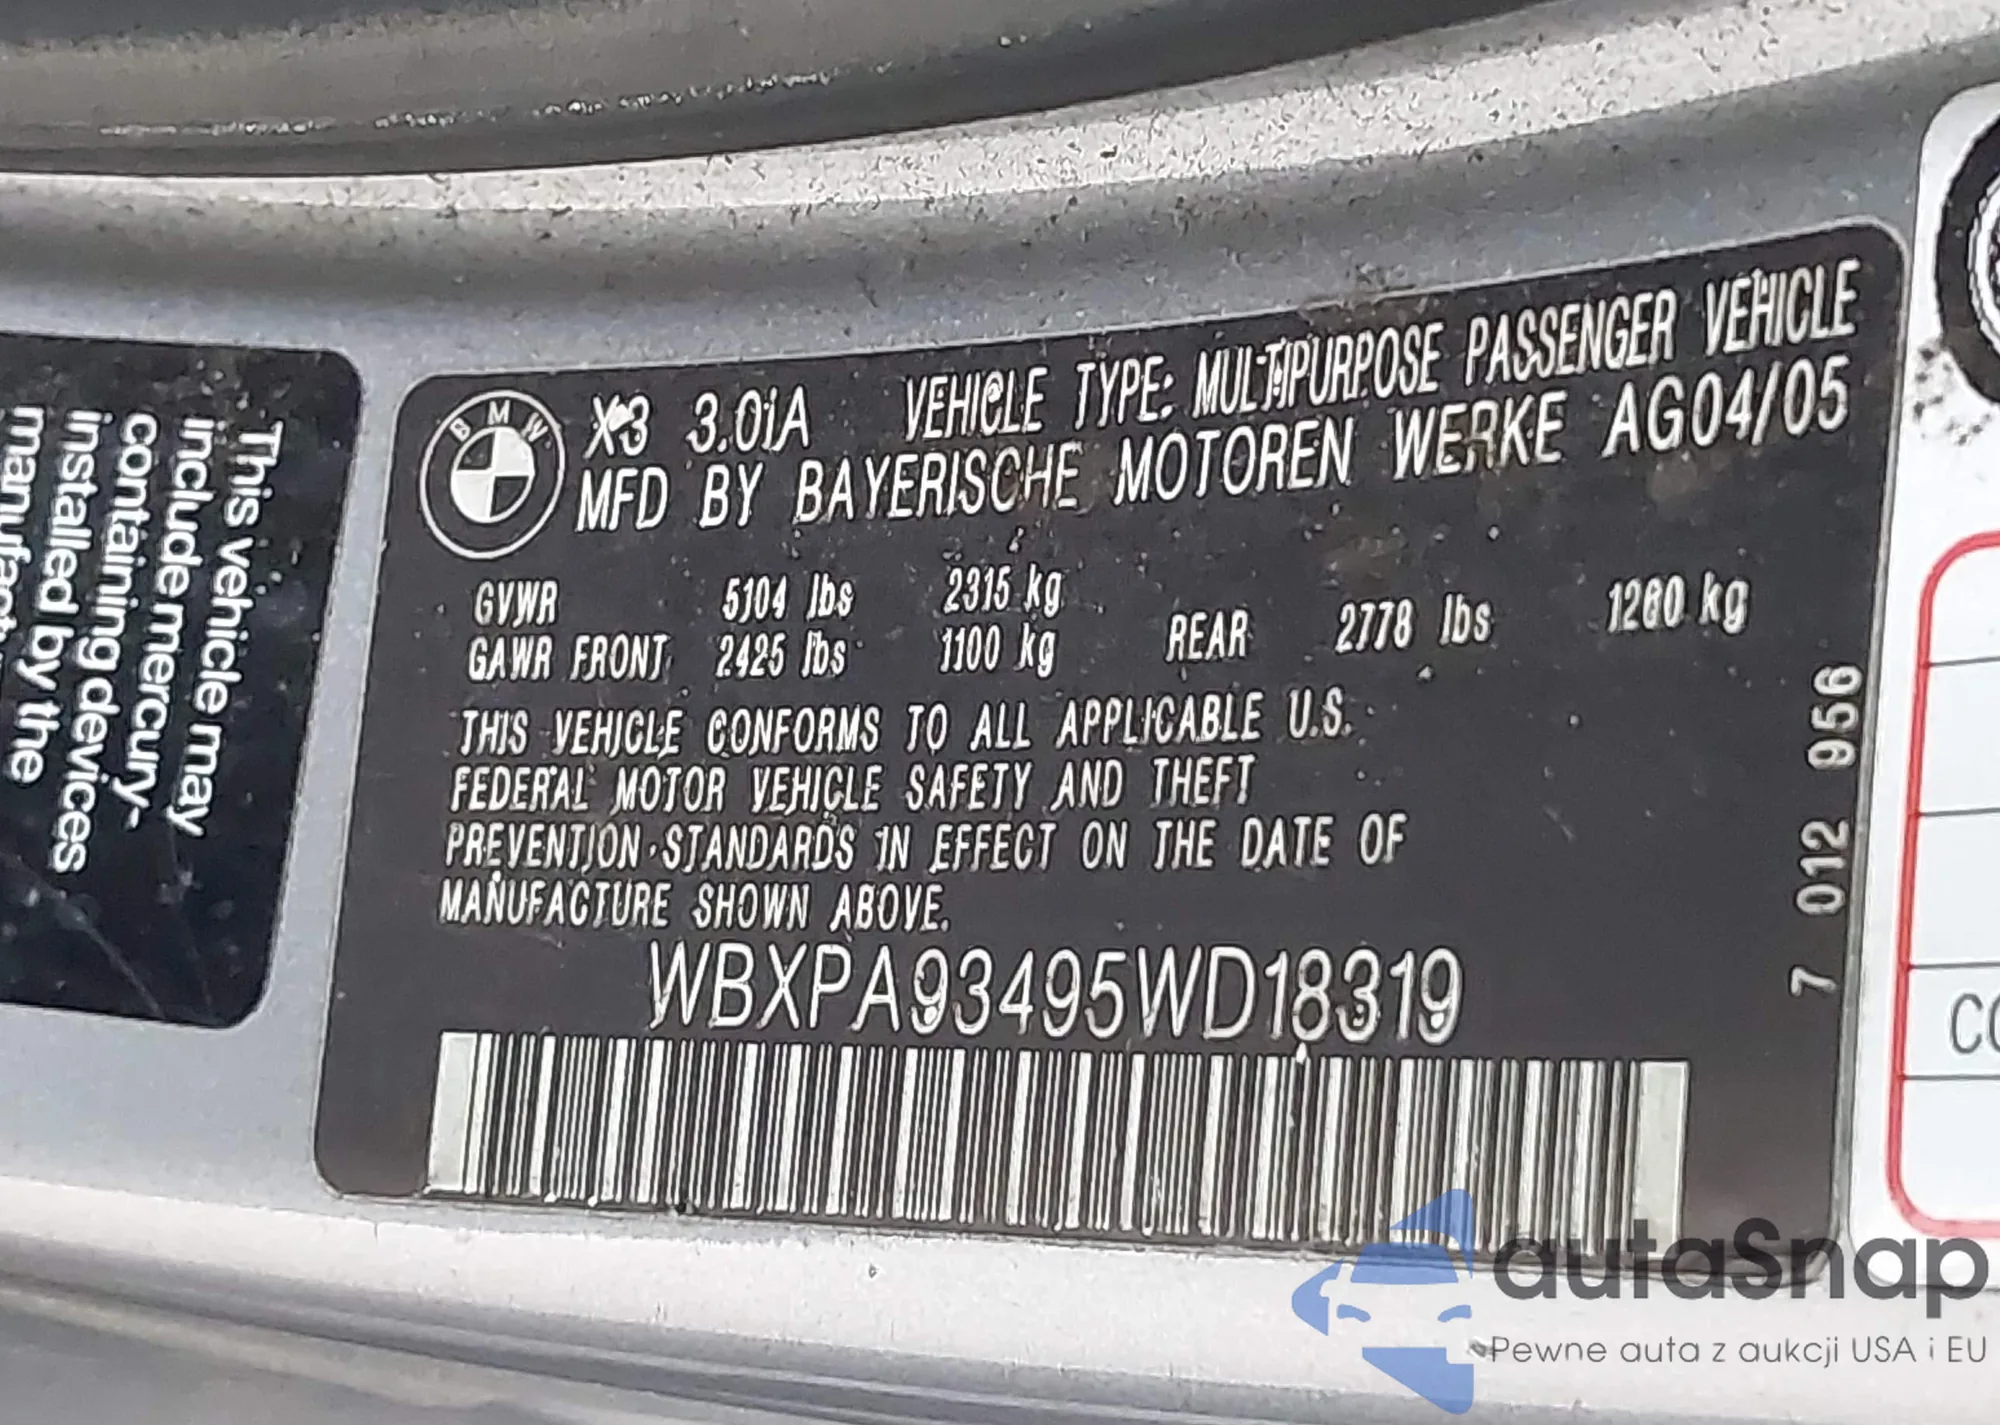 This vehicle may
include mercury-
containing devices
installed by the
BMW
X3 3.0iA VEHICLE TYPE: MULTIPURPOSE PASSENGER VEHICLE
MFD BY BAYERISCHE MOTOREN WERKE AG04/05
GVWR 5104 lbs 2315 kg
GAWR FRONT 2425 lbs 1100 kg REAR 2778 lbs 1260 kg
THIS VEHICLE CONFORMS TO ALL APPLICABLE U.S.
FEDERAL MOTOR VEHICLE SAFETY AND THEFT
PREVENTION STANDARDS IN EFFECT ON THE DATE OF
MANUFACTURE SHOWN ABOVE.
WBXPA93495WD18319
7 012 956
CO
autaSnap
Pewne auta z aukcji USA i EU